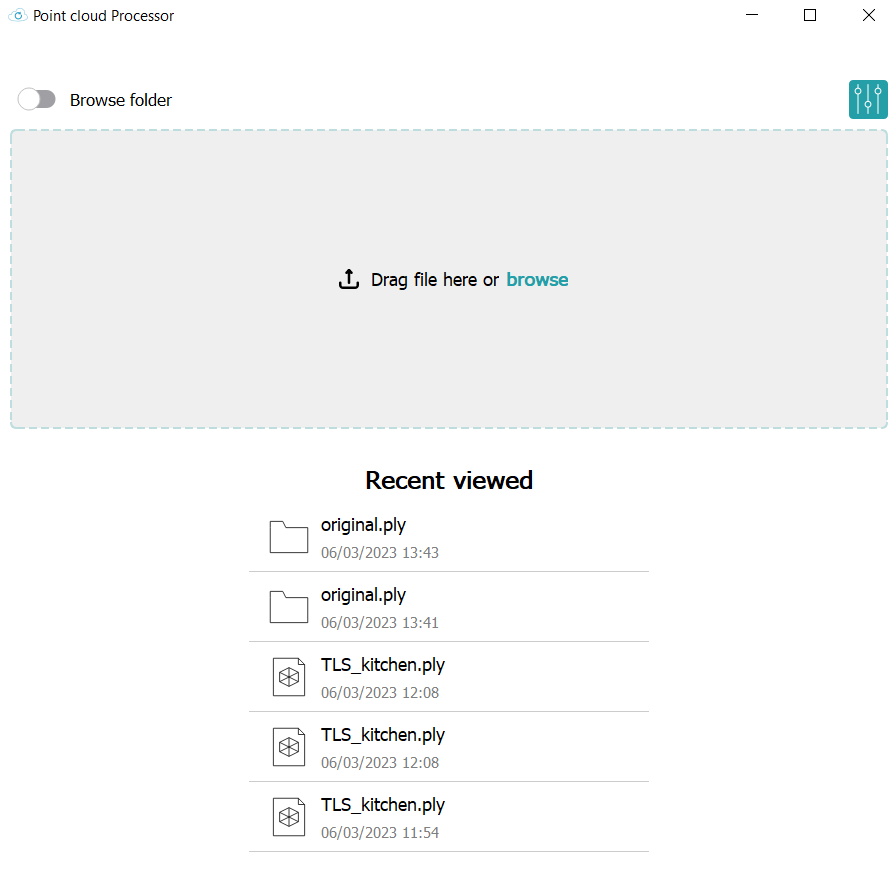 Point cloud Processor
Browse folder
Drag file here or browse
Recent viewed
original.ply
06/03/2023 13:43
original.ply
06/03/2023 13:41
TLS_kitchen.ply
06/03/2023 12:08
TLS_kitchen.ply
06/03/2023 12:08
TLS_kitchen.ply
06/03/2023 11:54